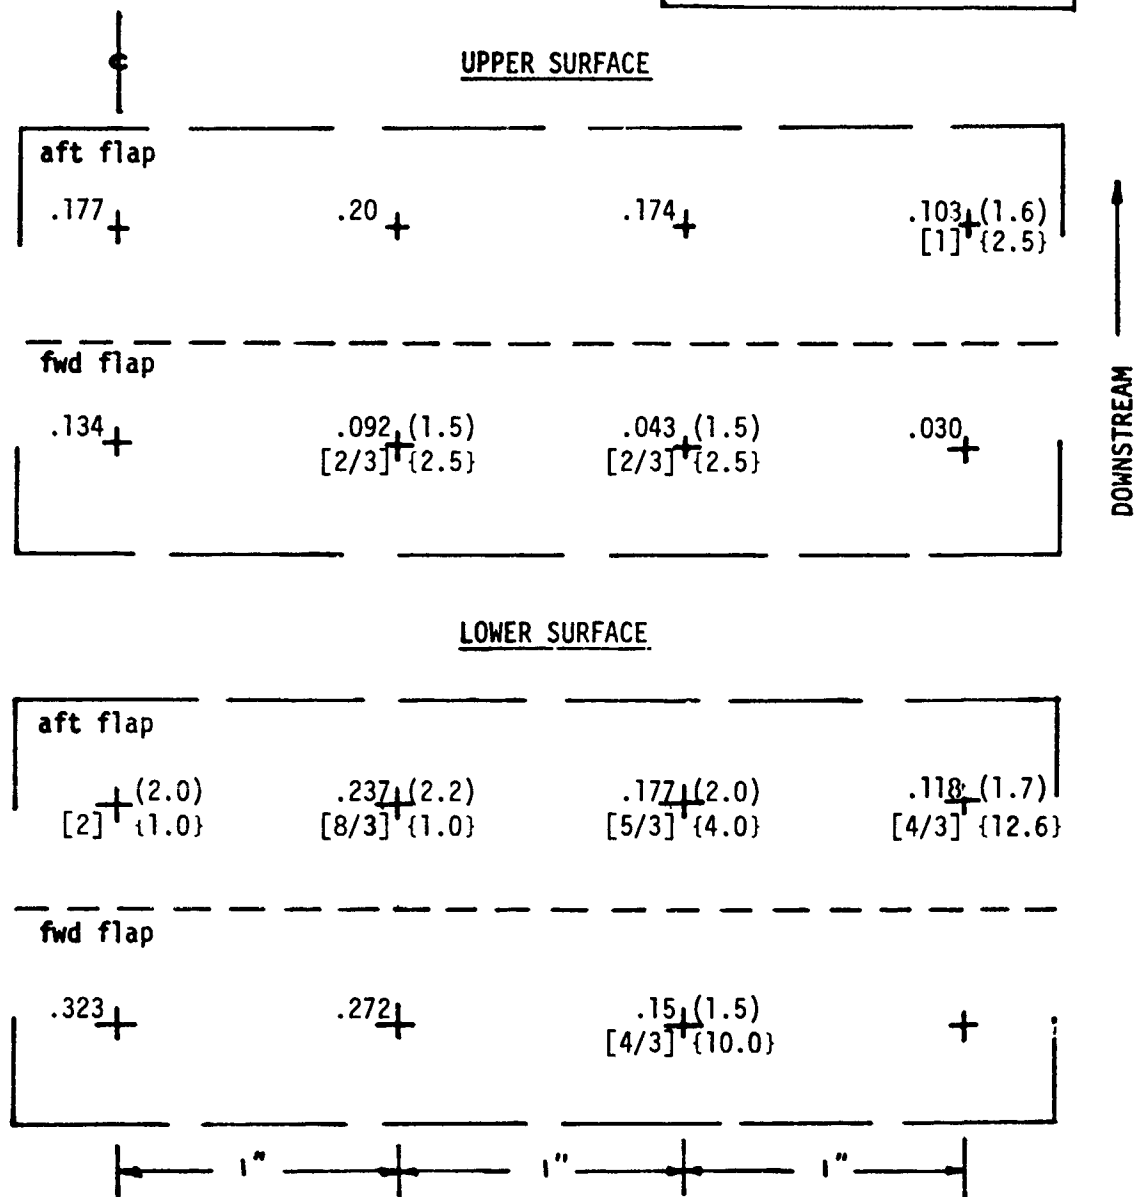 UPPER SURFACE
aft flap
.177 .20 .174 .103 (1.6)
[1] {2.5}
fwd flap
.134 .092 (1.5) .043 (1.5) .030
[2/3] {2.5} [2/3] {2.5}
DOWNSTREAM
LOWER SURFACE
aft flap
(2.0) .237 (2.2) .177 (2.0) .118 (1.7)
[2] {1.0} [8/3] {1.0} [5/3] {4.0} [4/3] {12.6}
fwd flap
.323 .272 .15 (1.5)
[4/3] {10.0}
1" 1" 1"